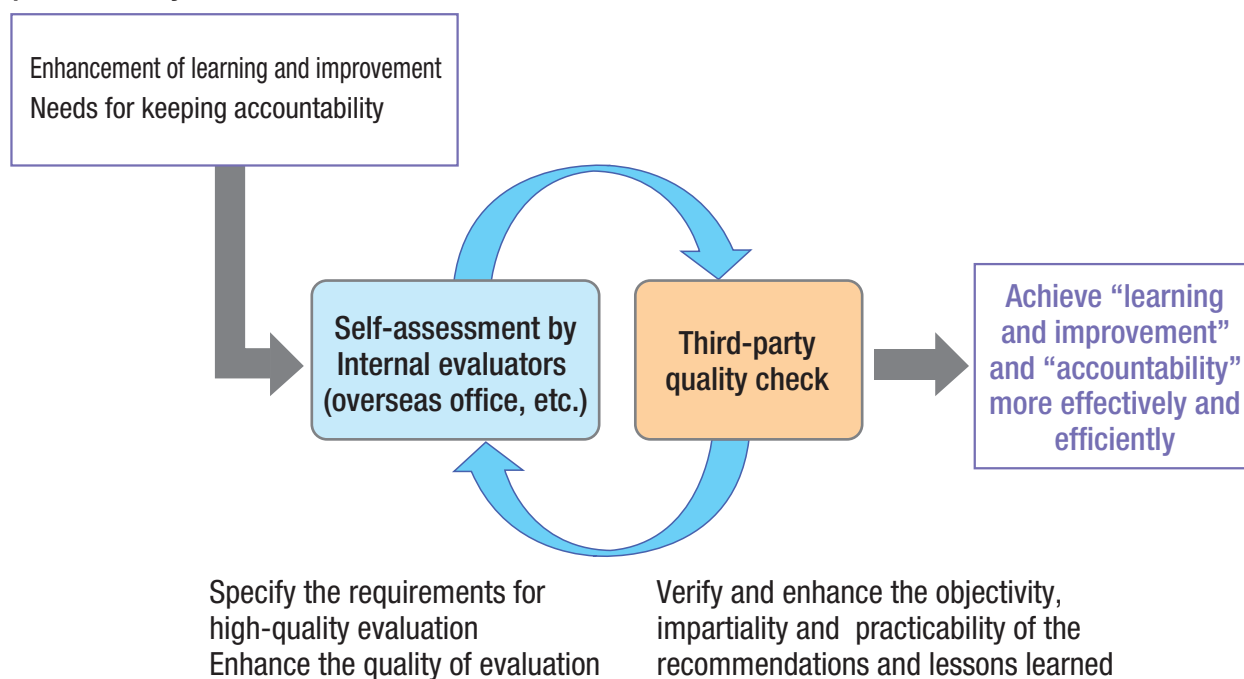 Enhancement of learning and improvement
Needs for keeping accountability
Self-assessment by
Internal evaluators
(overseas office, etc.)
Third-party
quality check
Achieve “learning
and improvement”
and “accountability”
more effectively and
efficiently
Specify the requirements for
high-quality evaluation
Enhance the quality of evaluation
Verify and enhance the objectivity,
impartiality and practicability of the
recommendations and lessons learned